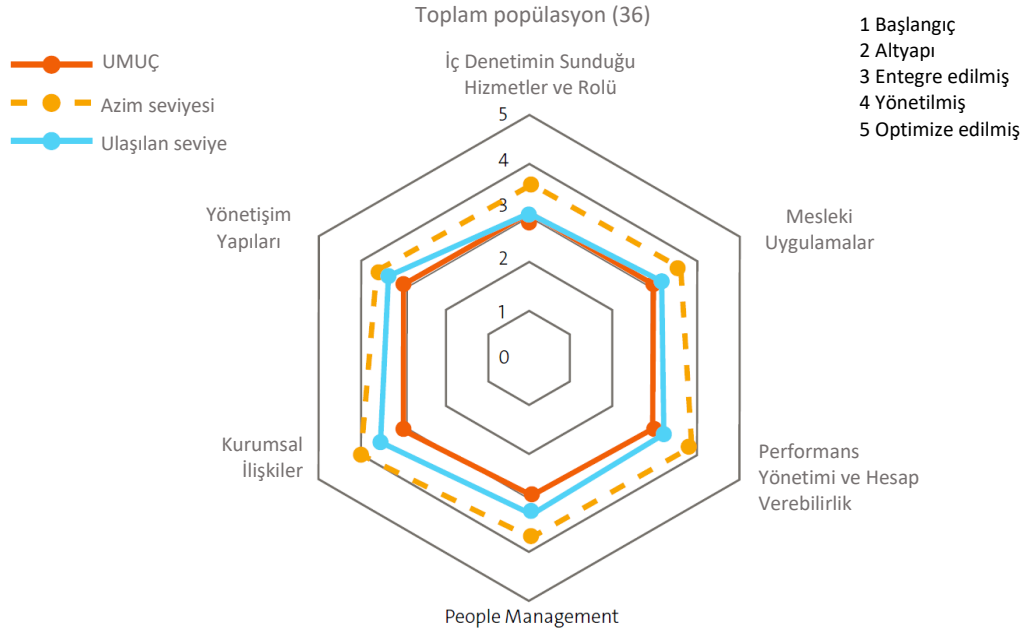 Toplam popülasyon (36)
UMUÇ
Azim seviyesi
Ulaşılan seviye
1 Başlangıç
2 Altyapı
3 Entegre edilmiş
4 Yönetilmiş
5 Optimize edilmiş
İç Denetimin Sunduğu
Hizmetler ve Rolü
5
4
3
2
1
0
Yönetişim
Yapıları
Mesleki
Uygulamalar
Kurumsal
İlişkiler
Performans
Yönetimi ve Hesap
Verebilirlik
People Management